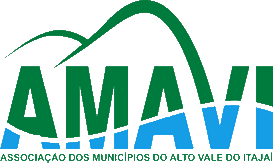 AMAVI
ASSOCIAÇÃO DOS MUNICÍPIOS DO ALTO VALE DO ITAJAÍ